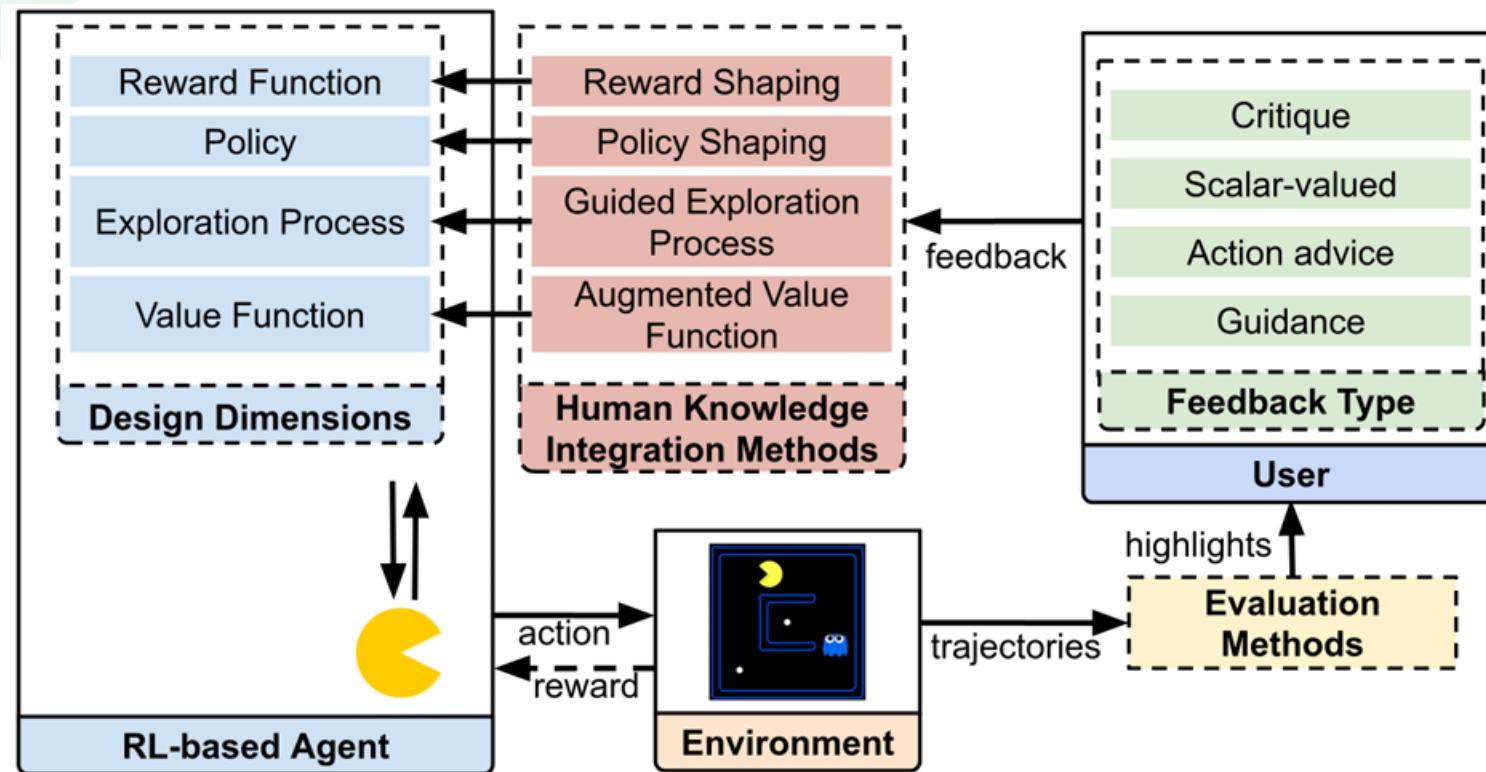 Reward Function
Policy
Exploration Process
Value Function
Design Dimensions
Reward Shaping
Policy Shaping
Guided Exploration
Process
Augmented Value
Function
Human Knowledge
Integration Methods
feedback
Critique
Scalar-valued
Action advice
Guidance
Feedback Type
User
highlights
Evaluation
Methods
trajectories
action
reward
Environment
RL-based Agent